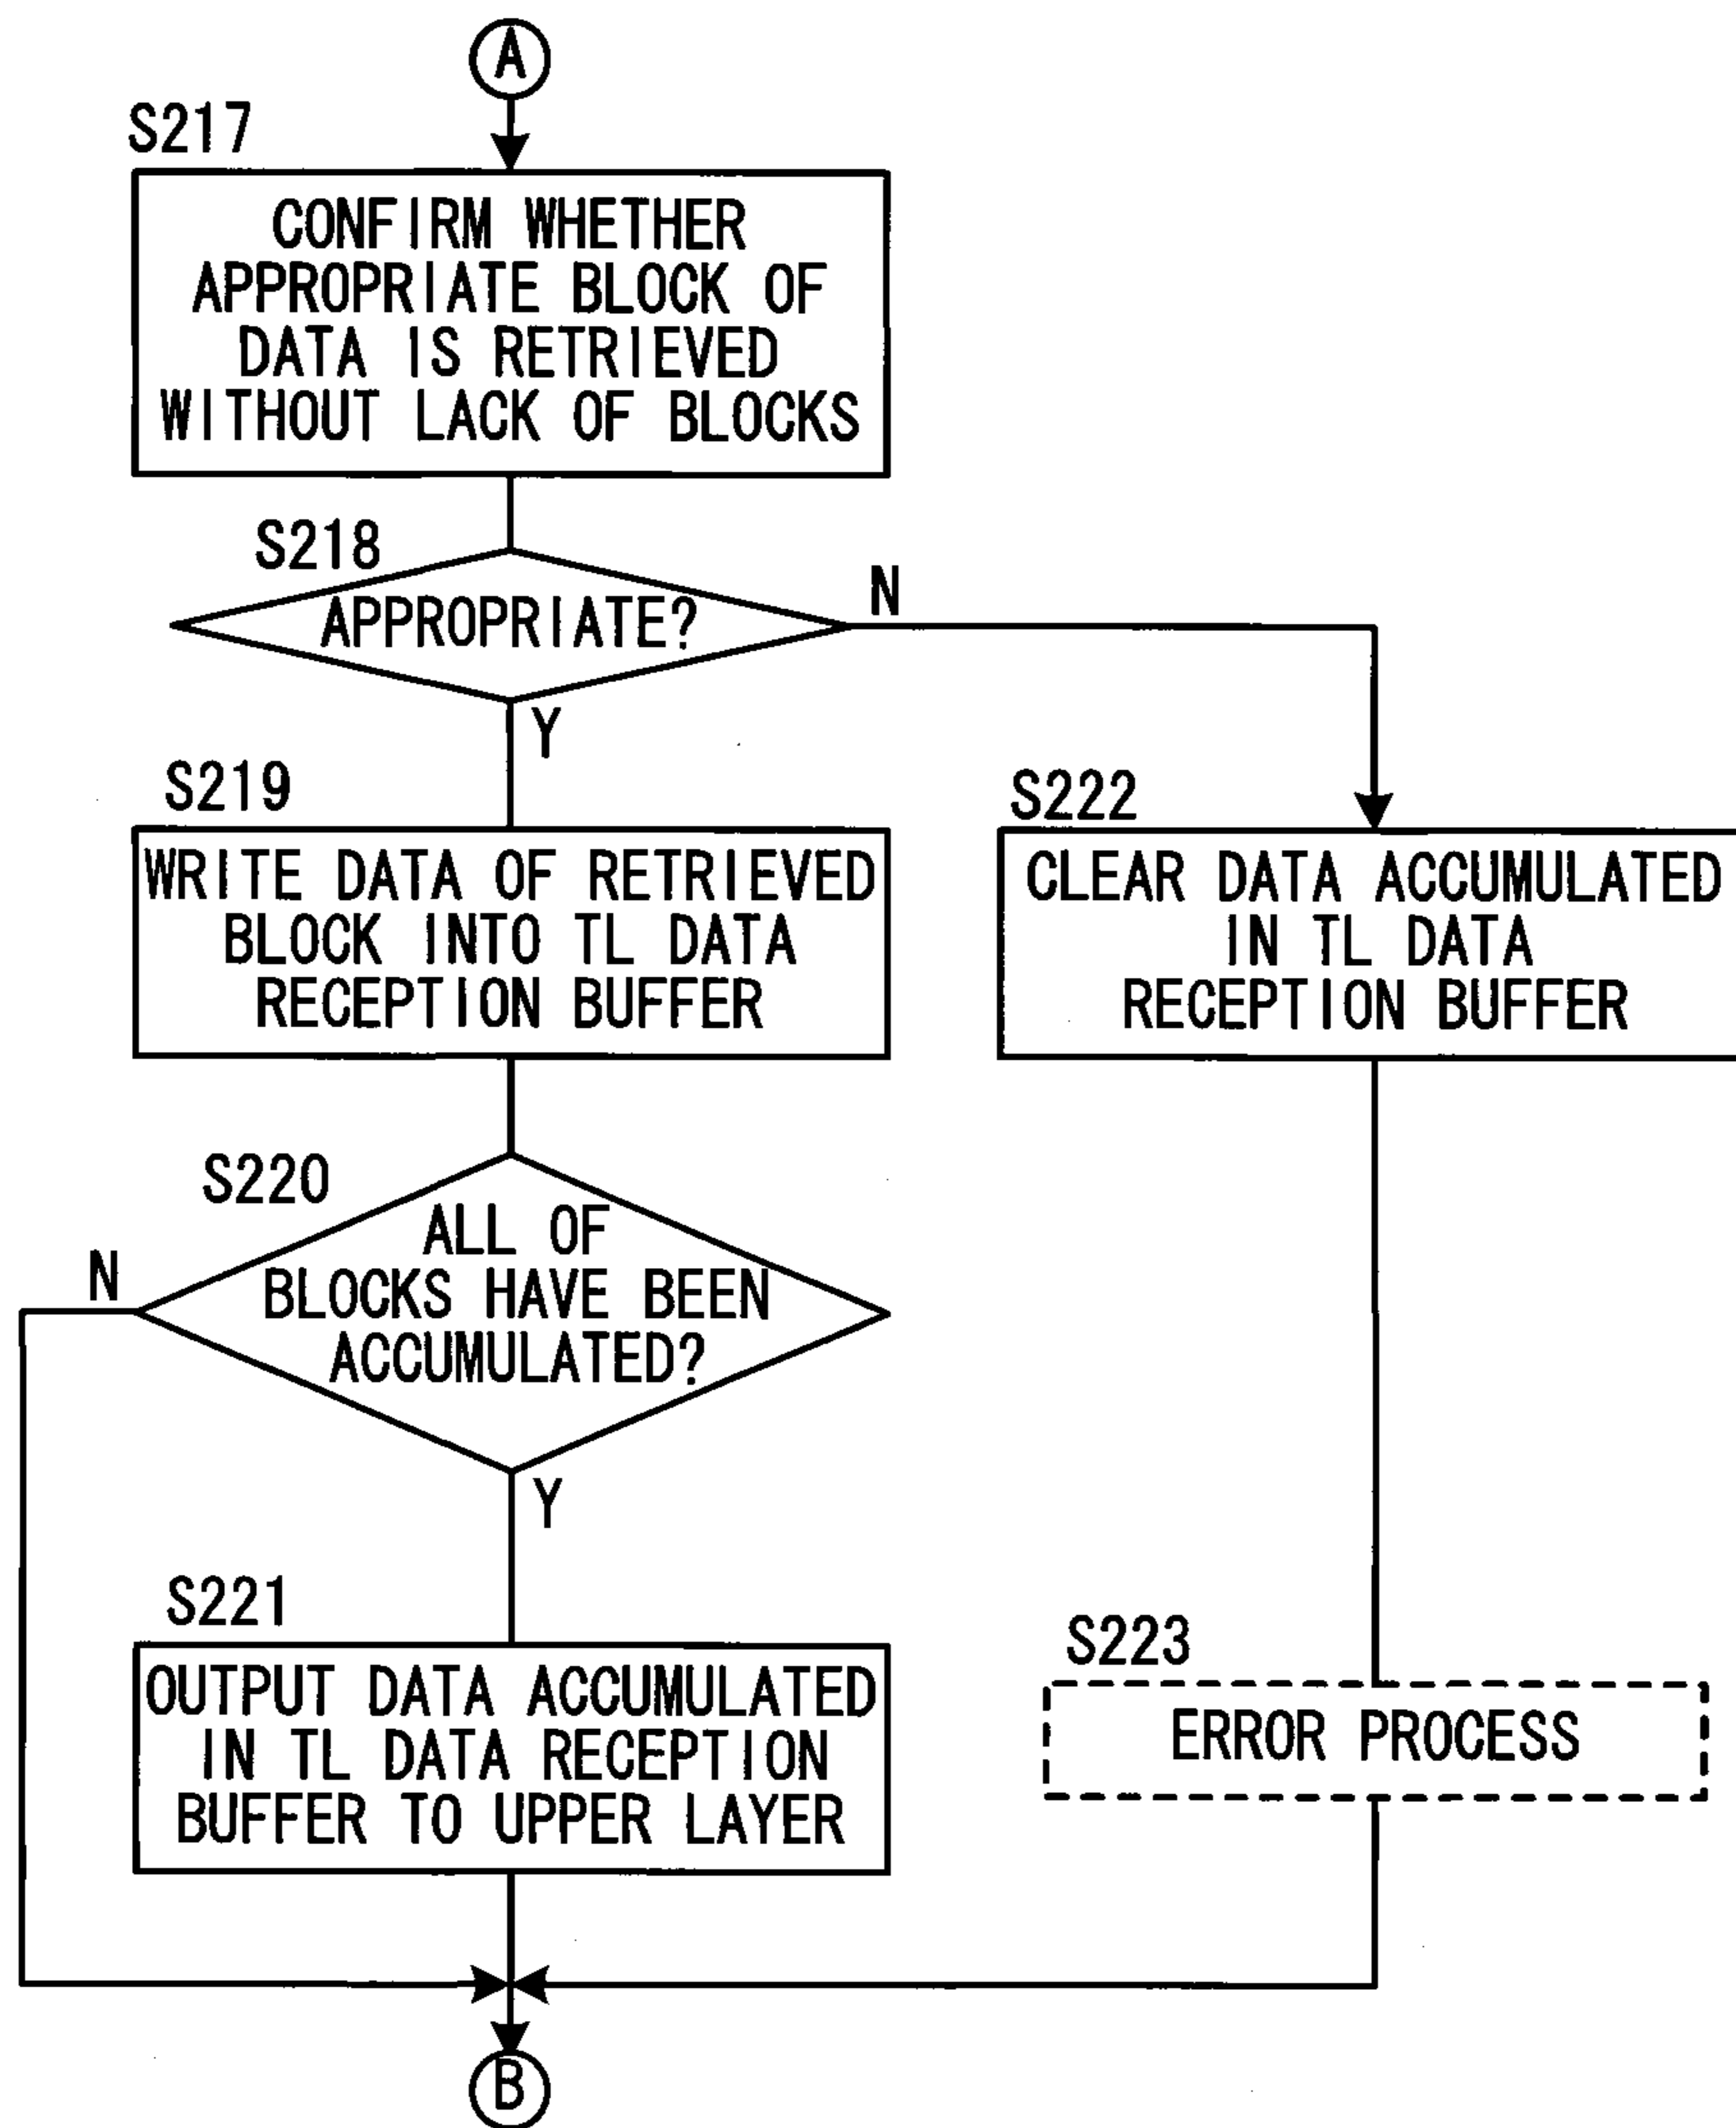 A
S217
CONFIRM WHETHER
APPROPRIATE BLOCK OF
DATA IS RETRIEVED
WITHOUT LACK OF BLOCKS
S218
APPROPRIATE?
N
Y
S219
WRITE DATA OF RETRIEVED
BLOCK INTO TL DATA
RECEPTION BUFFER
S222
CLEAR DATA ACCUMULATED
IN TL DATA
RECEPTION BUFFER
S220
ALL OF
BLOCKS HAVE BEEN
ACCUMULATED?
N
Y
S221
OUTPUT DATA ACCUMULATED
IN TL DATA RECEPTION
BUFFER TO UPPER LAYER
S223
ERROR PROCESS
B